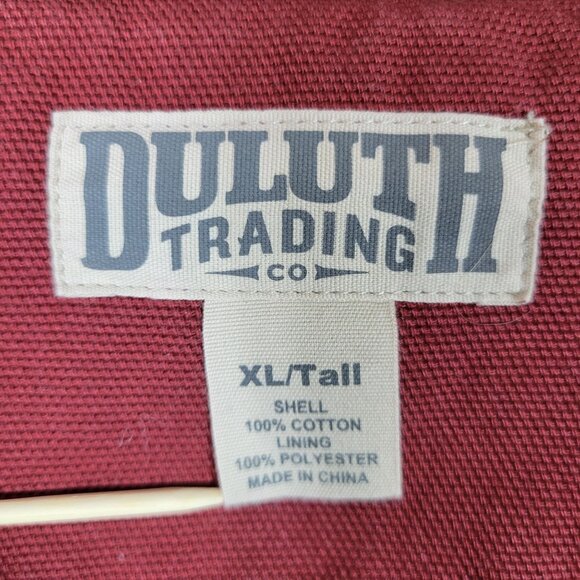 DULUTH
TRADING
CO
XL/Tall
SHELL
100% COTTON
LINING
100% POLYESTER
MADE IN CHINA